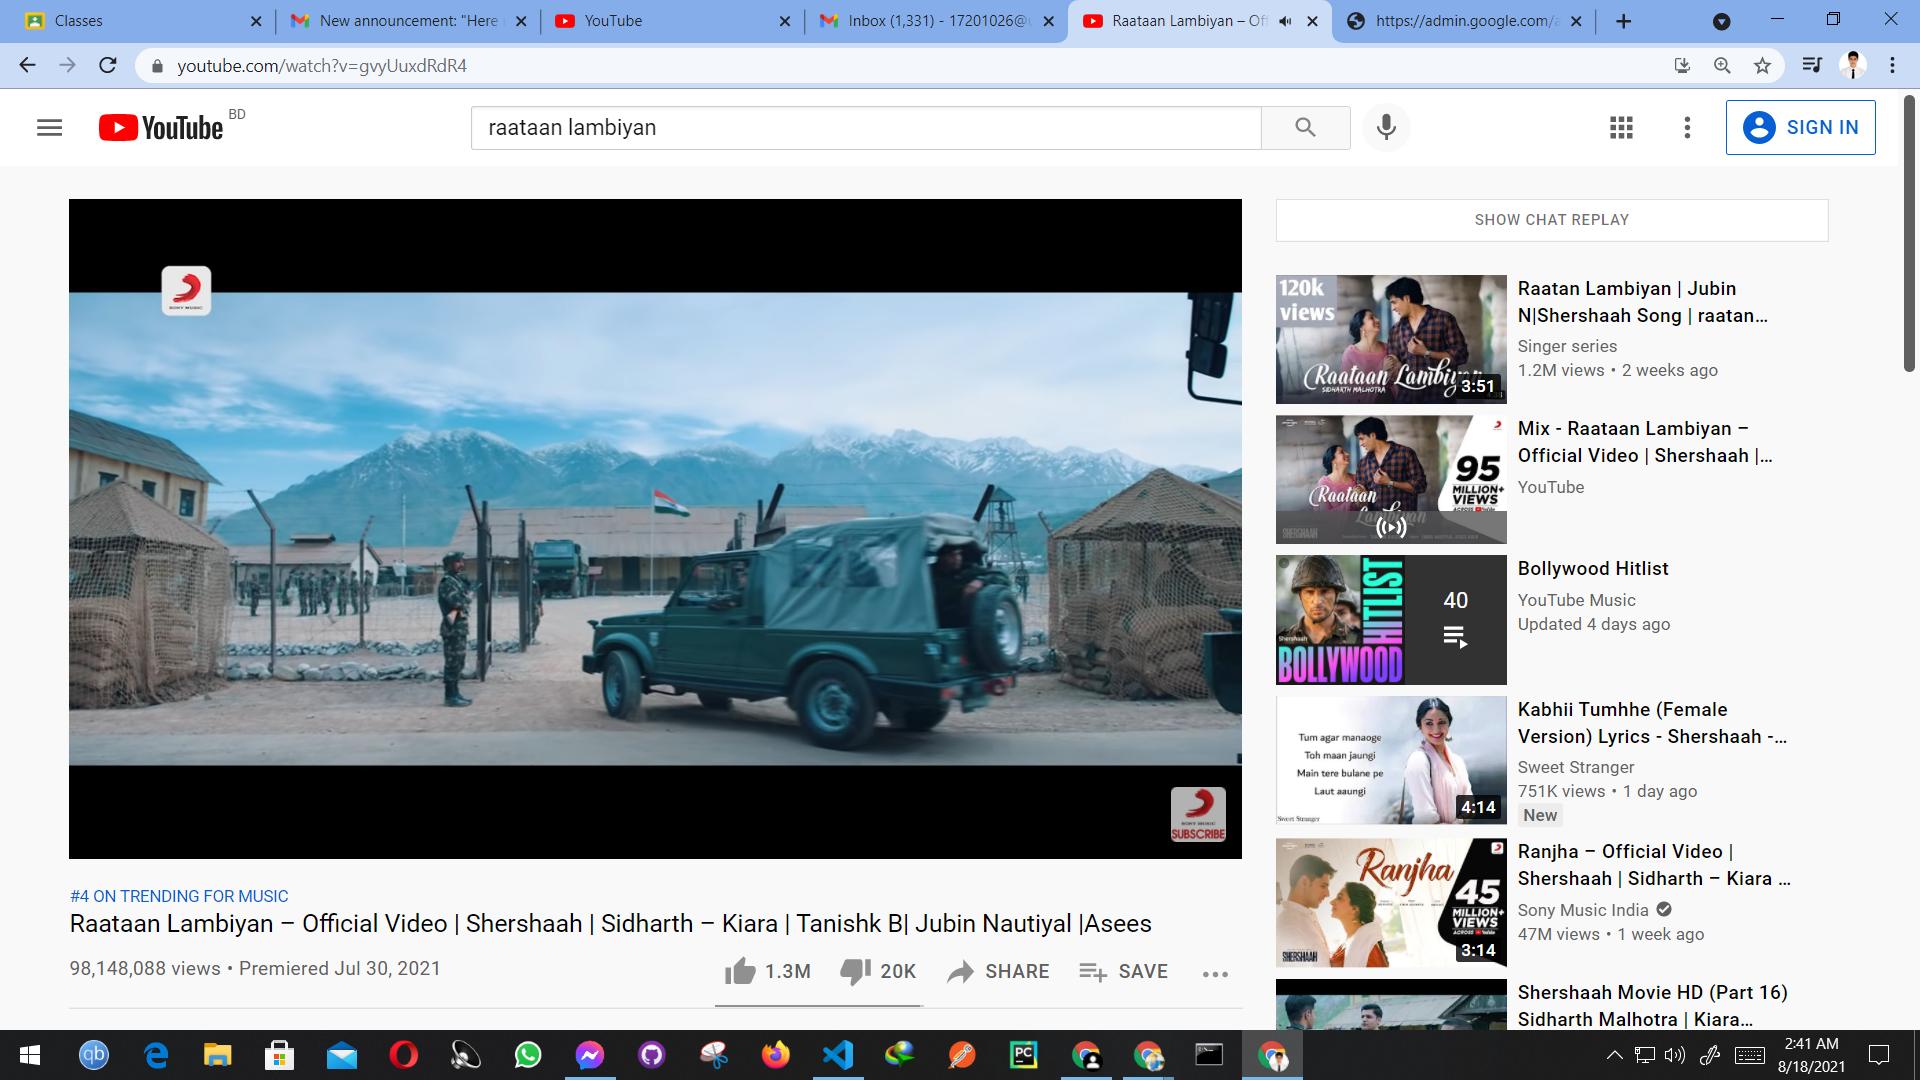 Classes
New announcement: "Here
YouTube
Inbox (1,331) - 17201026@
Raataan Lambiyan – Of
https://admin.google.com/
youtube.com/watch?v=gvyUuxdRdR4
YouTube BD
raataan lambiyan
SIGN IN
SHOW CHAT REPLAY
SONY MUSIC
SONY MUSIC
SUBSCRIBE
#4 ON TRENDING FOR MUSIC
Raataan Lambiyan – Official Video | Shershaah | Sidharth – Kiara | Tanishk B| Jubin Nautiyal |Asees
98,148,088 views • Premiered Jul 30, 2021
1.3M
20K
SHARE
SAVE
120k
views
Raataan Lambiyan
SIDHARTH MALHOTRA
3:51
Raatan Lambiyan | Jubin
N|Shershaah Song | raatan...
Singer series
1.2M views • 2 weeks ago
Raataan
Lambiyan
95
MILLION+
VIEWS
SHERSHAAH
Mix - Raataan Lambiyan –
Official Video | Shershaah |...
YouTube
Shershaah
HITLIST
BOLLYWOOD
40
Bollywood Hitlist
YouTube Music
Updated 4 days ago
Tum agar manaoge
Toh maan jaungi
Main tere bulane pe
Laut aaungi
Sweet Stranger
4:14
Kabhii Tumhhe (Female
Version) Lyrics - Shershaah -...
Sweet Stranger
751K views • 1 day ago
New
Ranjha
45
MILLION+
VIEWS
SHERSHAAH
3:14
Ranjha – Official Video |
Shershaah | Sidharth – Kiara ...
Sony Music India
47M views • 1 week ago
Shershaah Movie HD (Part 16)
Sidharth Malhotra | Kiara...
qb
PC
2:41 AM
8/18/2021